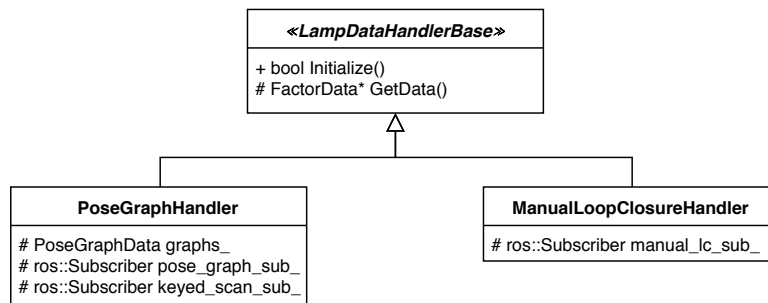 «LampDataHandlerBase»
+ bool Initialize()
# FactorData* GetData()
PoseGraphHandler
# PoseGraphData graphs_
# ros::Subscriber pose_graph_sub_
# ros::Subscriber keyed_scan_sub_
ManualLoopClosureHandler
# ros::Subscriber manual_lc_sub_